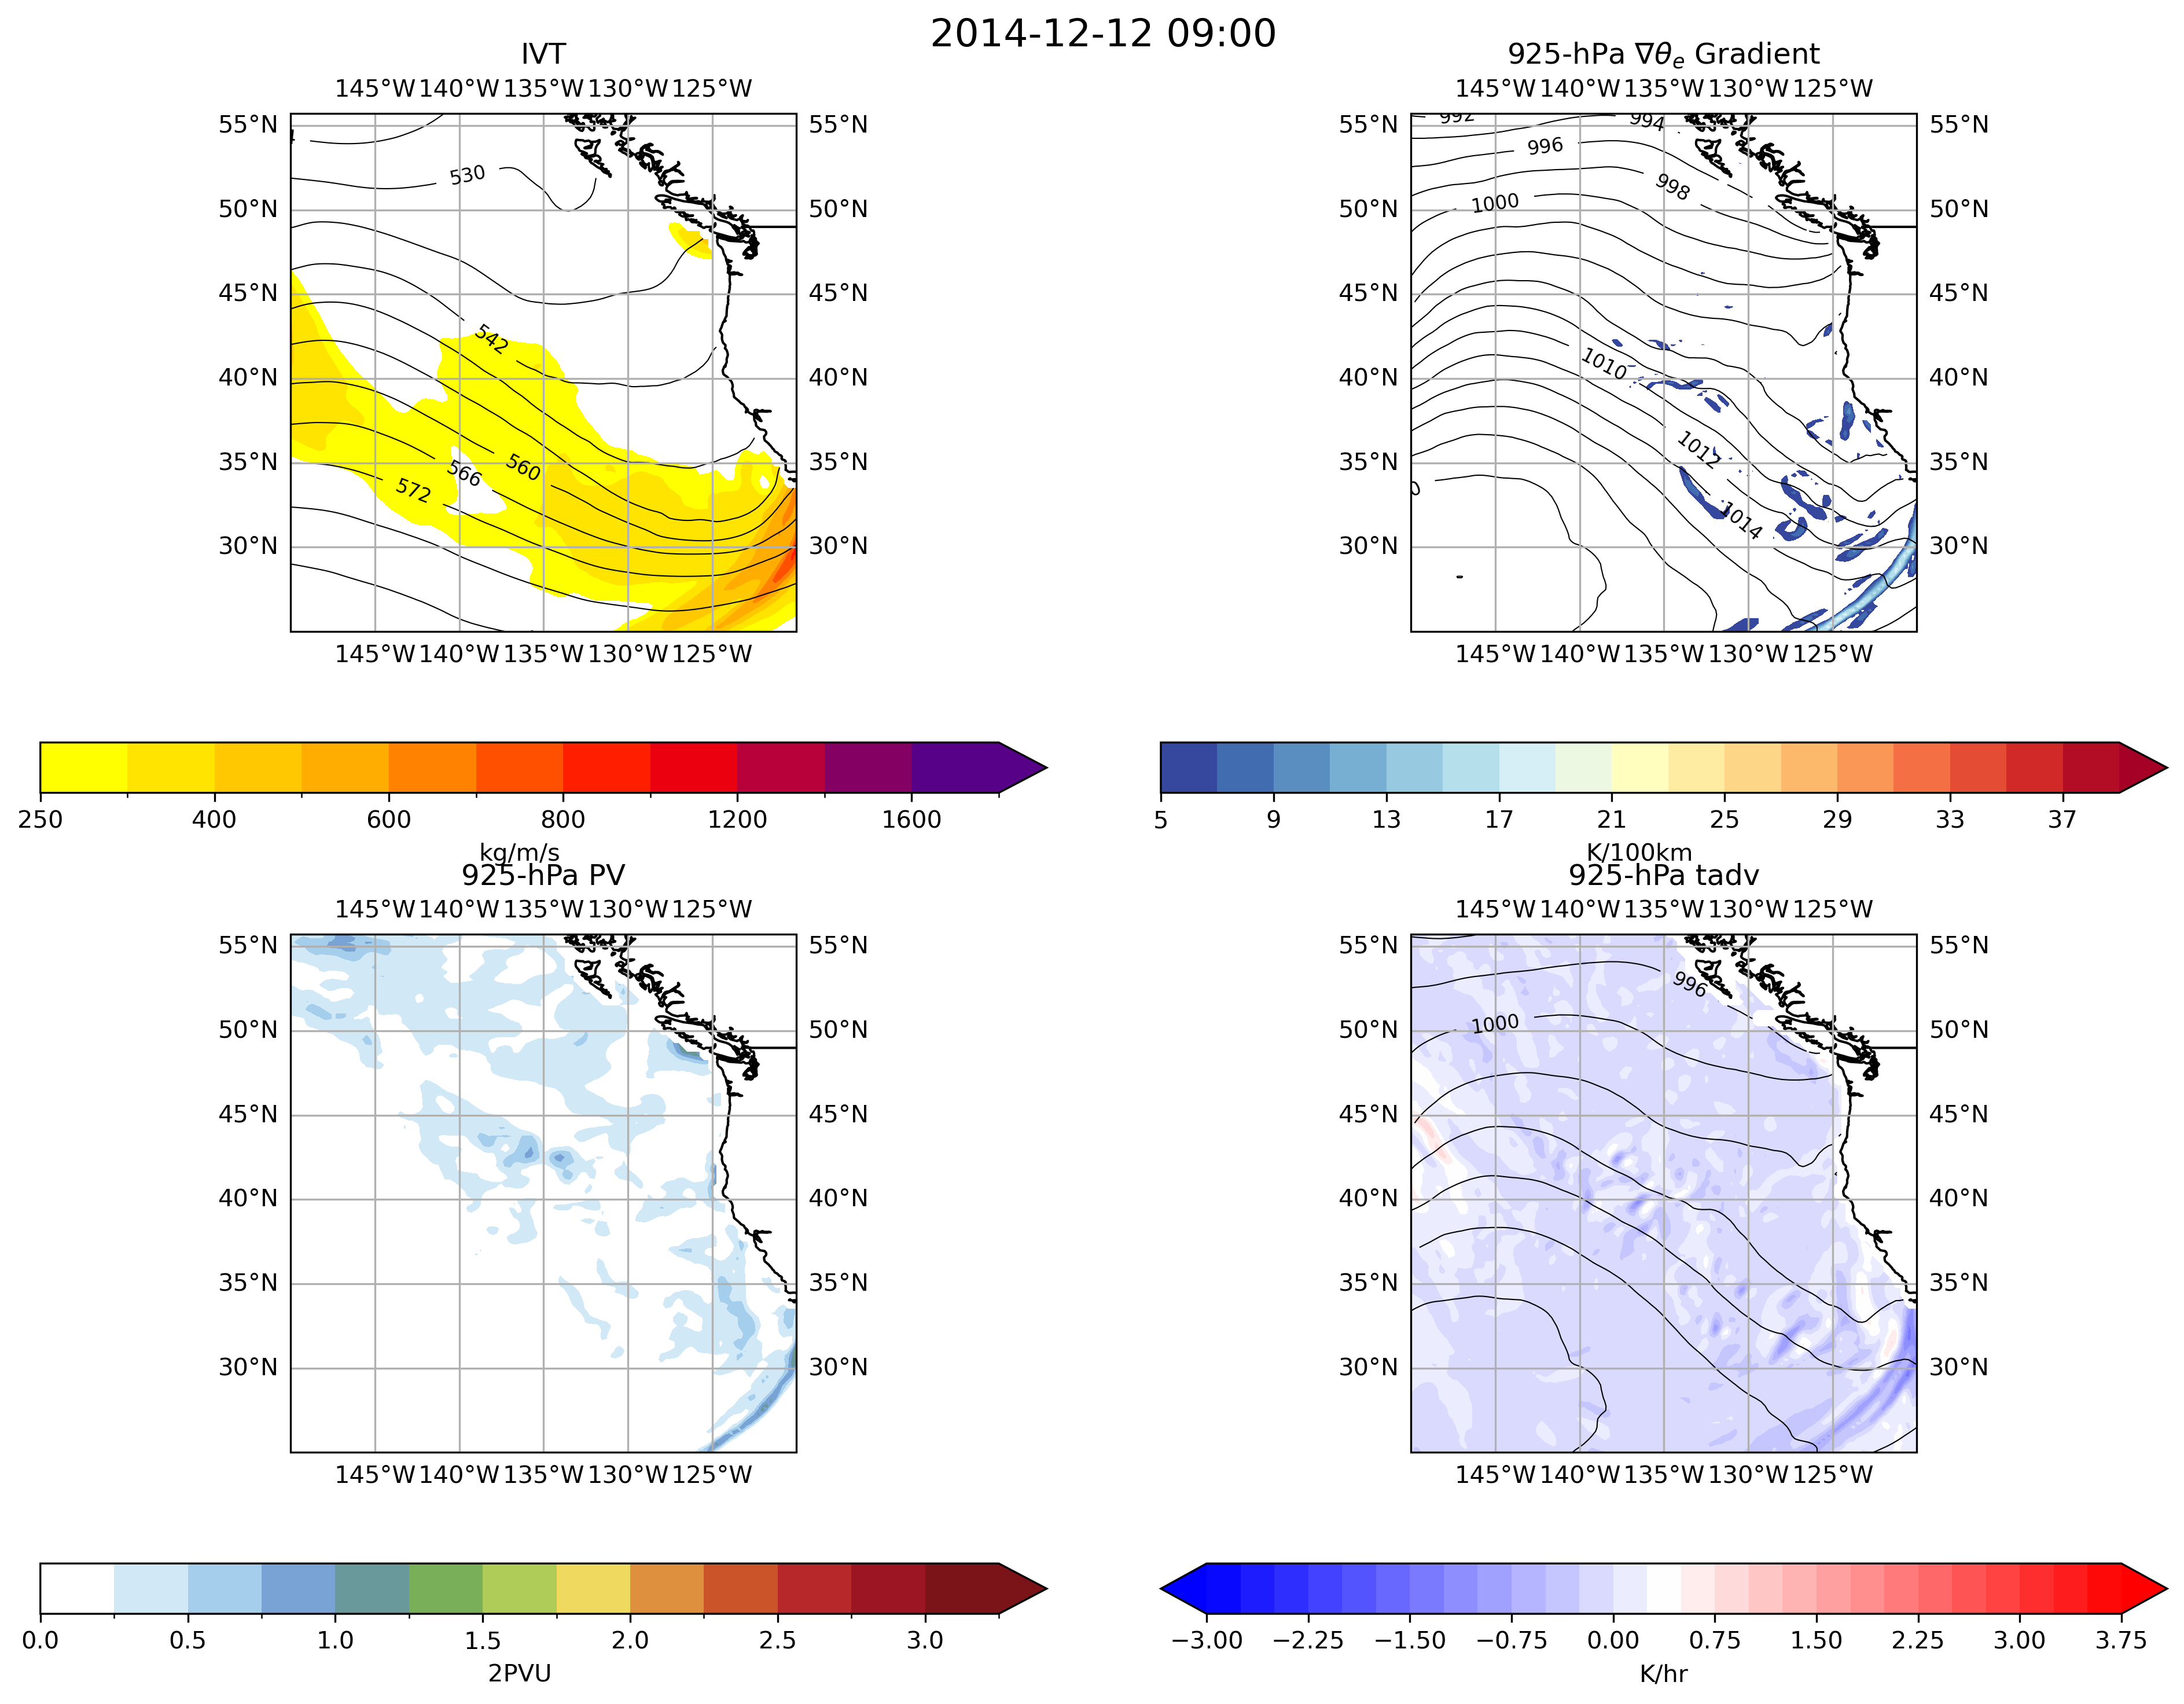 2014-12-12 09:00
IVT
145°W 140°W 135°W 130°W 125°W
55°N 55°N
530
50°N 50°N
45°N 45°N
542
40°N 40°N
35°N 560 35°N
566
572
30°N 30°N
145°W 140°W 135°W 130°W 125°W
250 400 600 800 1200 1600
kg/m/s
925-hPa ∇θe Gradient
145°W 140°W 135°W 130°W 125°W
992 994
55°N 55°N
996
998
50°N 1000 50°N
45°N 45°N
1010
40°N 40°N
1012
35°N 35°N
0
1014
30°N 30°N
145°W 140°W 135°W 130°W 125°W
5 9 13 17 21 25 29 33 37
K/100km
925-hPa PV
145°W 140°W 135°W 130°W 125°W
55°N 55°N
50°N 50°N
45°N 45°N
40°N 40°N
35°N 35°N
30°N 30°N
145°W 140°W 135°W 130°W 125°W
0.0 0.5 1.0 1.5 2.0 2.5 3.0
2PVU
925-hPa tadv
145°W 140°W 135°W 130°W 125°W
55°N 55°N
996
50°N 1000 50°N
45°N 45°N
40°N 40°N
35°N 35°N
30°N 30°N
145°W 140°W 135°W 130°W 125°W
−3.00 −2.25 −1.50 −0.75 0.00 0.75 1.50 2.25 3.00 3.75
K/hr